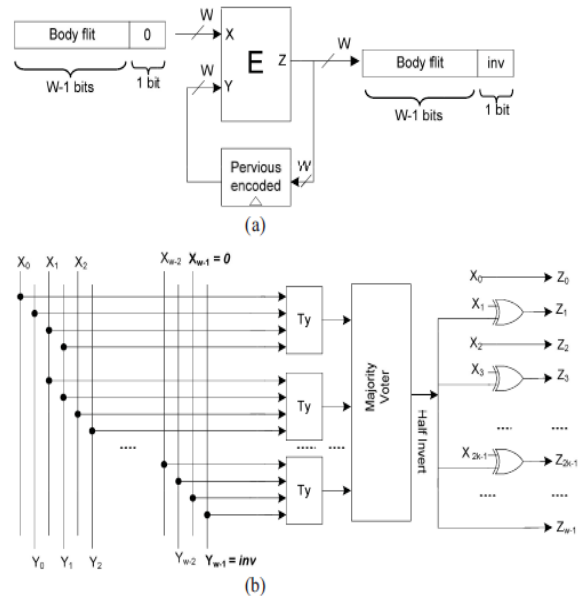 Body flit 0
W-1 bits
1 bit
W
X
W
Y
E
Z
W
Body flit inv
W-1 bits
1 bit
Pervious
encoded
W
(a)
X0 X1 X2 Xw-2 Xw-1 = 0
Ty
Ty
Ty
Majority
Voter
Half Invert
X0 Z0
X1 Z1
X2 Z2
X3 Z3
X2k-1 Z2k-1
Zw-1
Y0 Y1 Y2 Yw-2 Yw-1 = inv
(b)